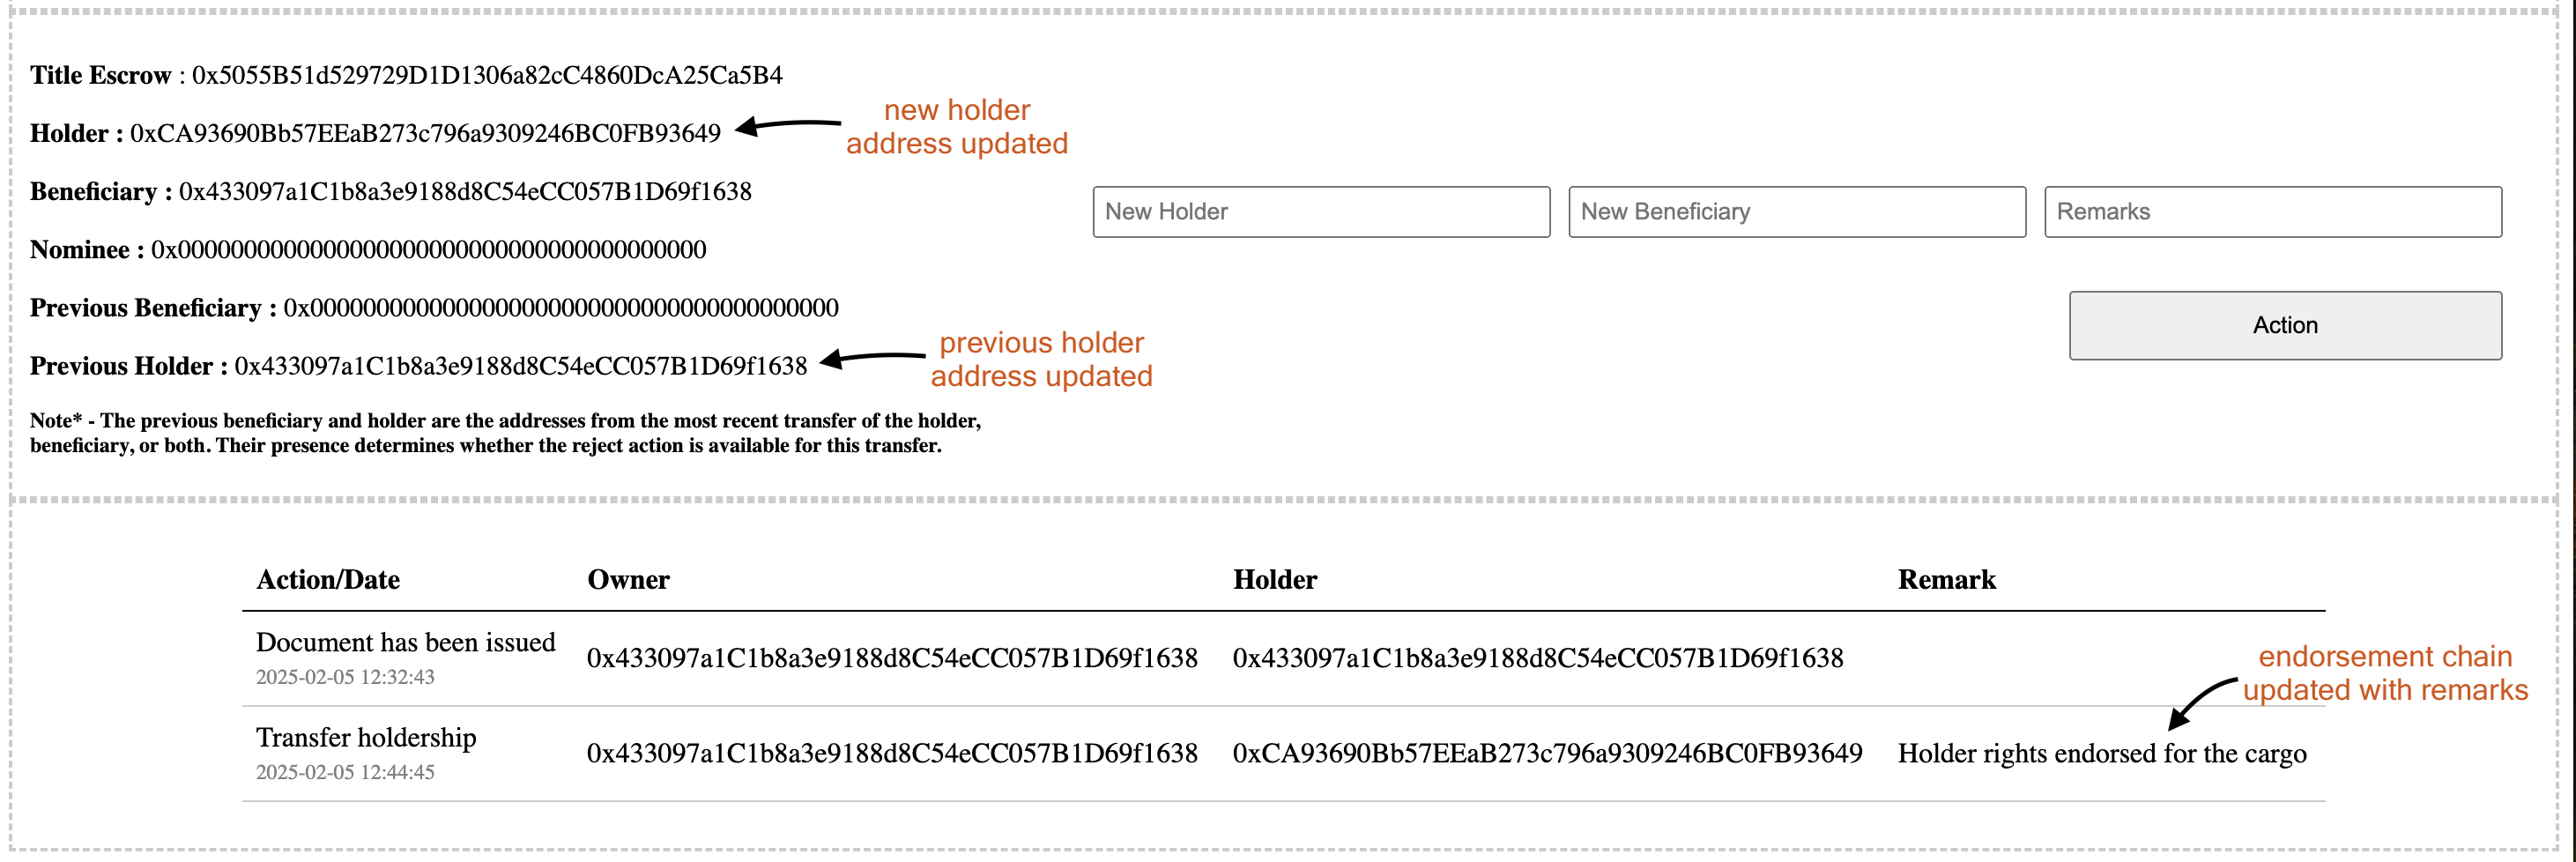 Title Escrow : 0x5055B51d529729D1D1306a82cC4860DcA25Ca5B4
new holder
address updated
Holder : 0xCA93690Bb57EEaB273c796a9309246BC0FB93649
Beneficiary : 0x433097a1C1b8a3e9188d8C54eCC057B1D69f1638
New Holder
New Beneficiary
Remarks
Nominee : 0x0000000000000000000000000000000000000000
Previous Beneficiary : 0x0000000000000000000000000000000000000000
Action
previous holder
address updated
Previous Holder : 0x433097a1C1b8a3e9188d8C54eCC057B1D69f1638
Note* - The previous beneficiary and holder are the addresses from the most recent transfer of the holder,
beneficiary, or both. Their presence determines whether the reject action is available for this transfer.
Action/Date Owner Holder Remark
Document has been issued
2025-02-05 12:32:43
0x433097a1C1b8a3e9188d8C54eCC057B1D69f1638 0x433097a1C1b8a3e9188d8C54eCC057B1D69f1638
endorsement chain
updated with remarks
Transfer holdership
2025-02-05 12:44:45
0x433097a1C1b8a3e9188d8C54eCC057B1D69f1638 0xCA93690Bb57EEaB273c796a9309246BC0FB93649 Holder rights endorsed for the cargo